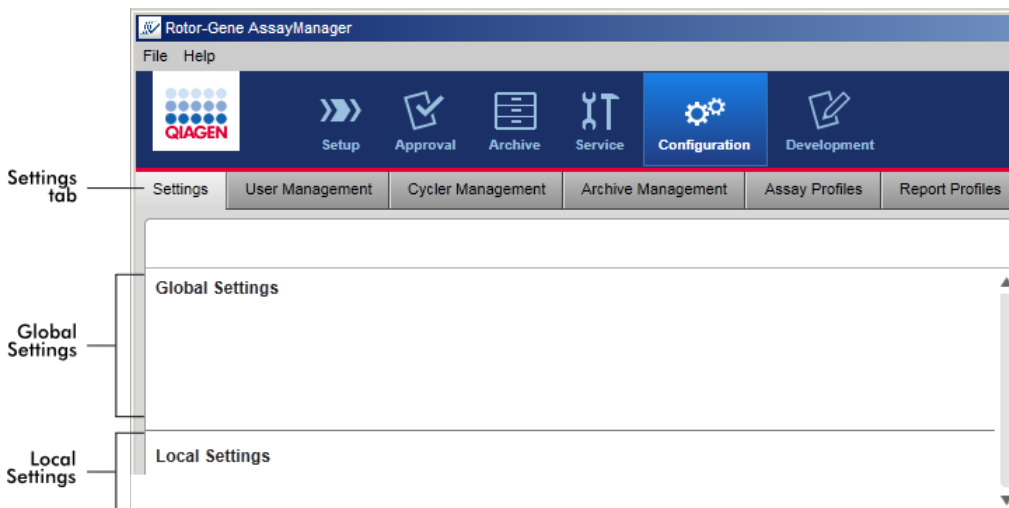 Rotor-Gene AssayManager
File Help
QIAGEN
Setup Approval Archive Service Configuration Development
Settings tab
Settings User Management Cycler Management Archive Management Assay Profiles Report Profiles
Global Settings
Global Settings
Local Settings
Local Settings